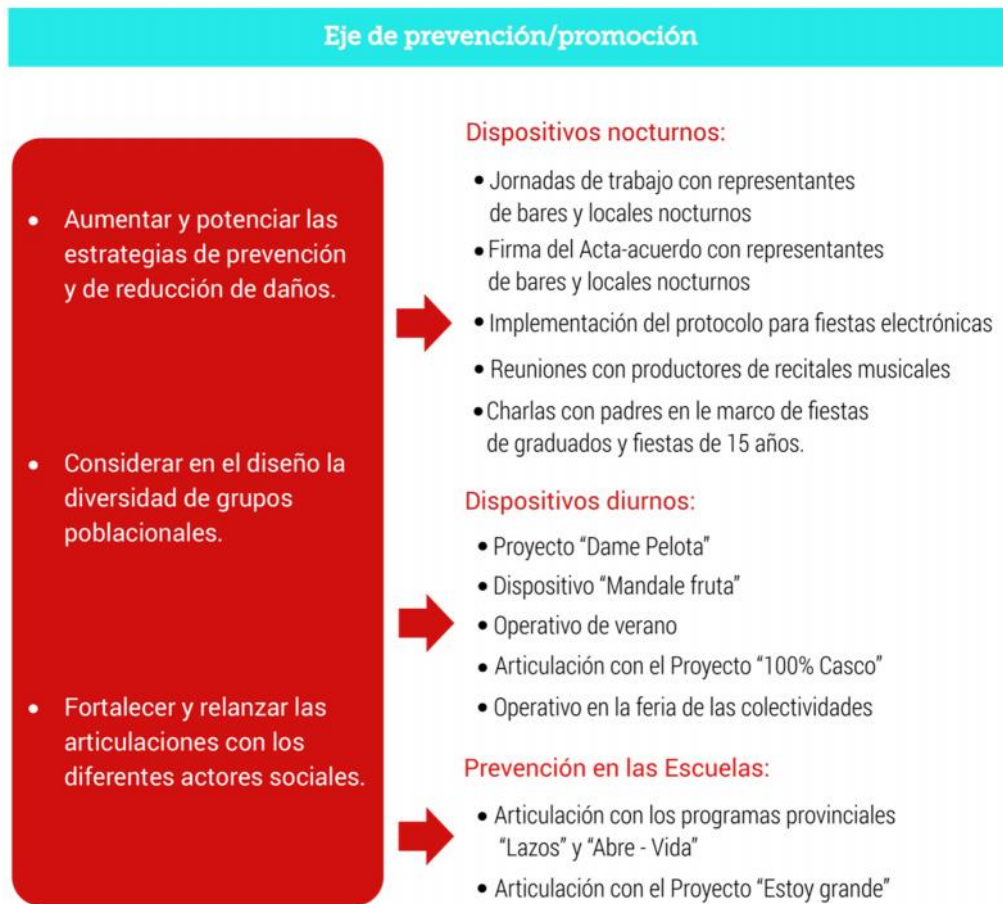 Eje de prevención/promoción
• Aumentar y potenciar las
estrategias de prevención
y de reducción de daños.
• Considerar en el diseño la
diversidad de grupos
poblacionales.
• Fortalecer y relanzar las
articulaciones con los
diferentes actores sociales.
Dispositivos nocturnos:
• Jornadas de trabajo con representantes
de bares y locales nocturnos
• Firma del Acta-acuerdo con representantes
de bares y locales nocturnos
• Implementación del protocolo para fiestas electrónicas
• Reuniones con productores de recitales musicales
• Charlas con padres en le marco de fiestas
de graduados y fiestas de 15 años.
Dispositivos diurnos:
• Proyecto “Dame Pelota”
• Dispositivo “Mandale fruta”
• Operativo de verano
• Articulación con el Proyecto “100% Casco”
• Operativo en la feria de las colectividades
Prevención en las Escuelas:
• Articulación con los programas provinciales
“Lazos” y “Abre - Vida”
• Articulación con el Proyecto “Estoy grande”